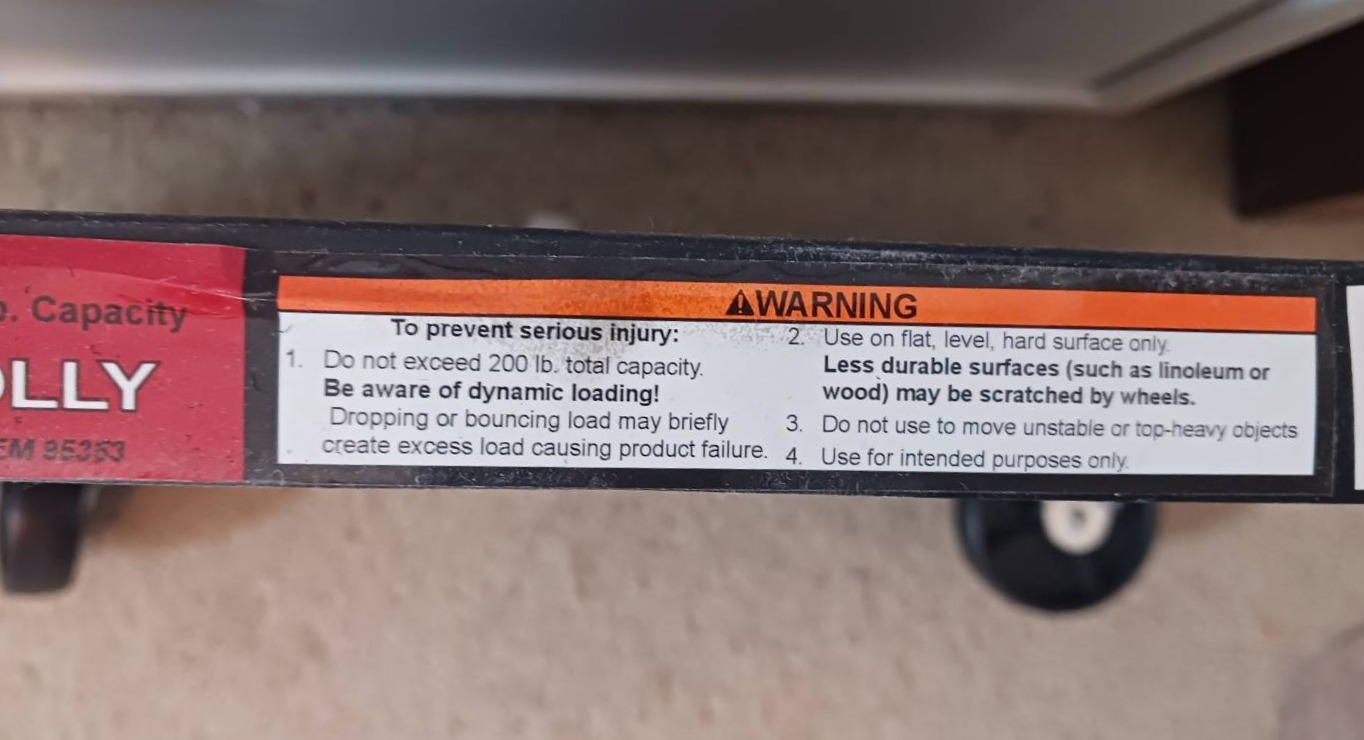 . Capacity
LLY
EM 95353
⚠WARNING
To prevent serious injury:
1. Do not exceed 200 lb. total capacity.
Be aware of dynamic loading!
Dropping or bouncing load may briefly
create excess load causing product failure.
2. Use on flat, level, hard surface only.
Less durable surfaces (such as linoleum or
wood) may be scratched by wheels.
3. Do not use to move unstable or top-heavy objects
4. Use for intended purposes only.